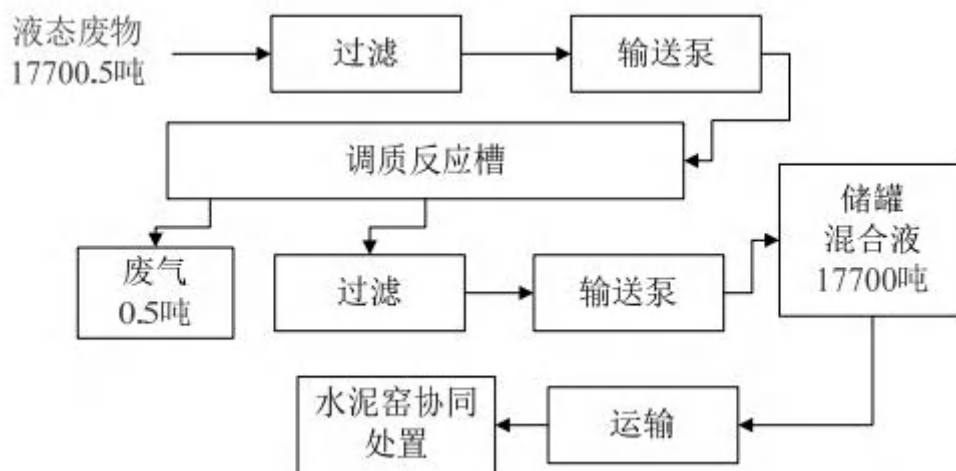 液态废物
17700.5吨
过滤
输送泵
调质反应槽
储罐
混合液
17700吨
废气
0.5吨
过滤
输送泵
水泥窑协同
处置
运输